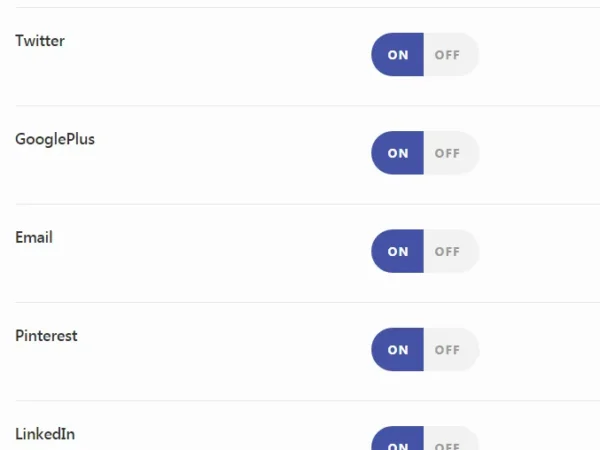 Twitter
ON OFF
GooglePlus
ON OFF
Email
ON OFF
Pinterest
ON OFF
LinkedIn
ON OFF